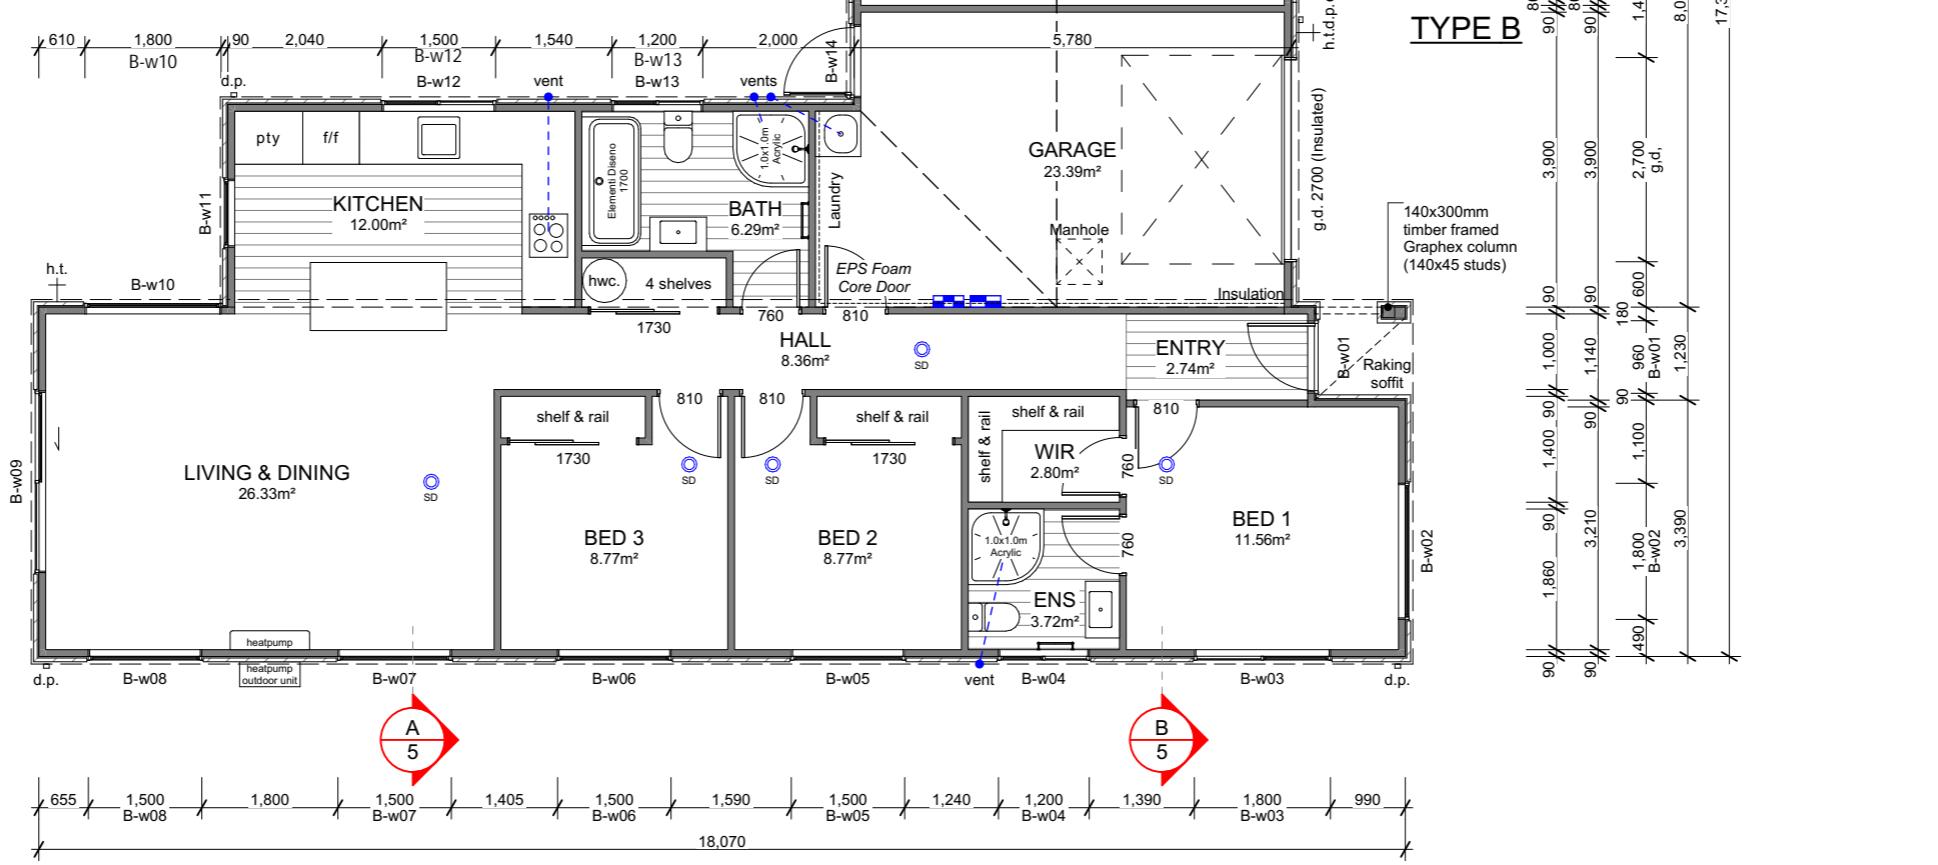 TYPE B
610 1,800 90 2,040 1,500 1,540 1,200 2,000 5,780
B-w10 B-w12 B-w13
d.p. B-w12 vent B-w13 vents B-w14
h.t.d.p.
pty f/f
Elementi Diseno
1700
1.0x1.0m
Acrylic
Laundry
GARAGE
23.39m²
g.d. 2700 (Insulated)
KITCHEN
12.00m²
B-w11
BATH
6.29m²
Manhole
140x300mm
timber framed
Graphex column
(140x45 studs)
h.t.
B-w10
hwc.
4 shelves
EPS Foam
Core Door
Insulation
1730
760
810
HALL
8.36m²
SD
ENTRY
2.74m²
B-w01
Raking
soffit
810
810
810
shelf & rail
shelf & rail
shelf & rail
shelf & rail
1730
1730
WIR
2.80m²
760
SD
SD
SD
SD
LIVING & DINING
26.33m²
B-w09
BED 3
8.77m²
BED 2
8.77m²
BED 1
11.56m²
B-w02
1.0x1.0m
Acrylic
760
ENS
3.72m²
heatpump
heatpump
outdoor unit
d.p. B-w08 B-w07 B-w06 B-w05 vent B-w04 B-w03 d.p.
A
5
B
5
655 1,500 1,800 1,500 1,405 1,500 1,590 1,500 1,240 1,200 1,390 1,800 990
B-w08 B-w07 B-w06 B-w05 B-w04 B-w03
18,070
90 3,900 90 1,000 90 1,400 90 1,860 90
90 3,900 90 1,140 90 3,210 90
2,700 600 180 960 90 1,100 1,800 490
g,d,
B-w01
B-w02
1,230 3,390